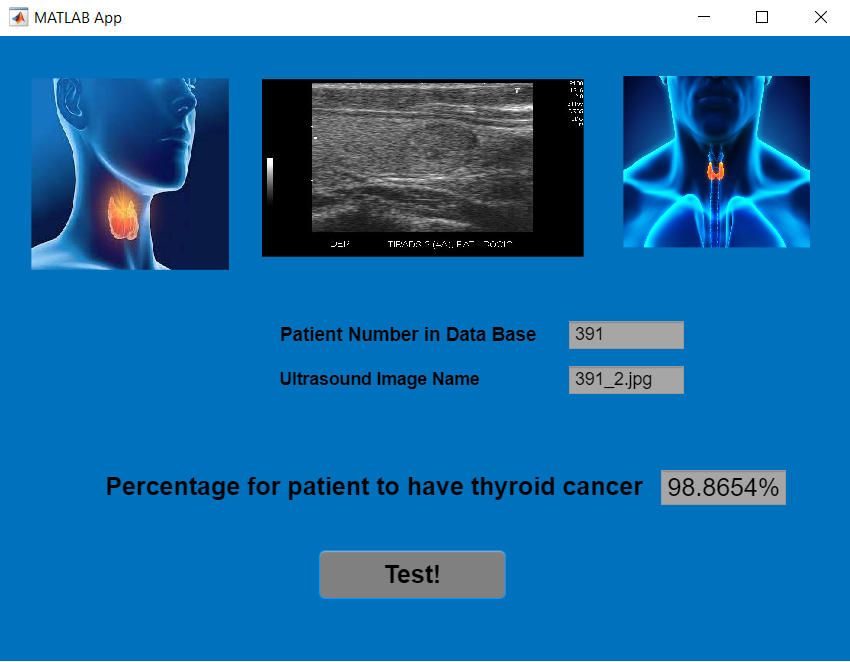 MATLAB App
Patient Number in Data Base 391
Ultrasound Image Name 391_2.jpg
Percentage for patient to have thyroid cancer 98.8654%
Test!